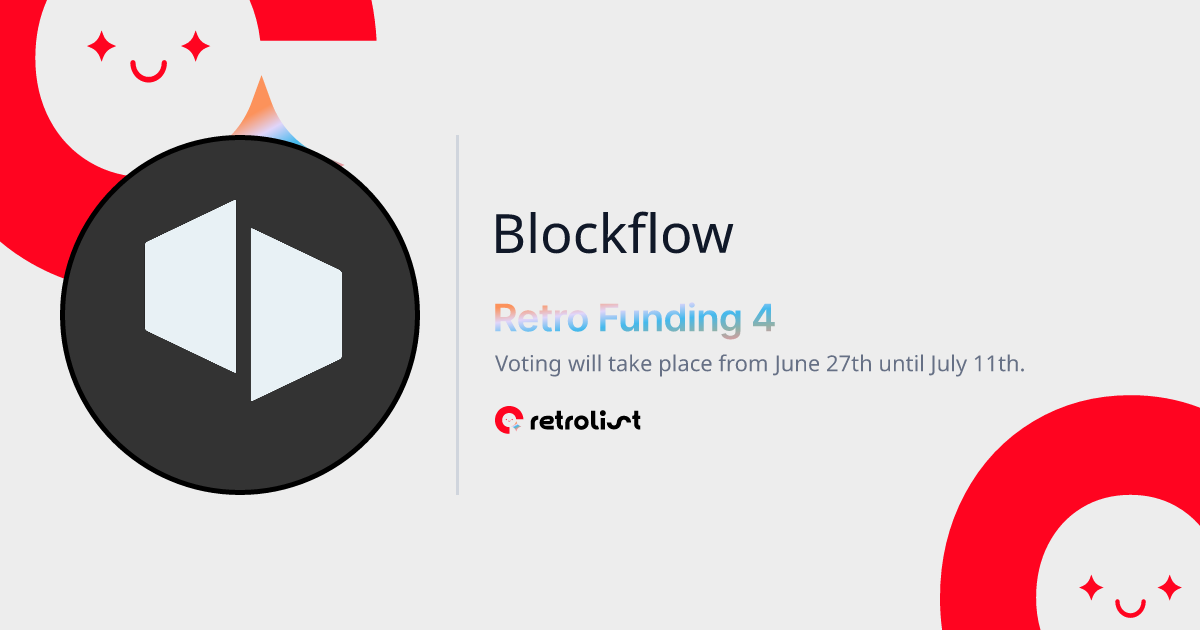 Blockflow
Retro Funding 4
Voting will take place from June 27th until July 11th.
retrolist